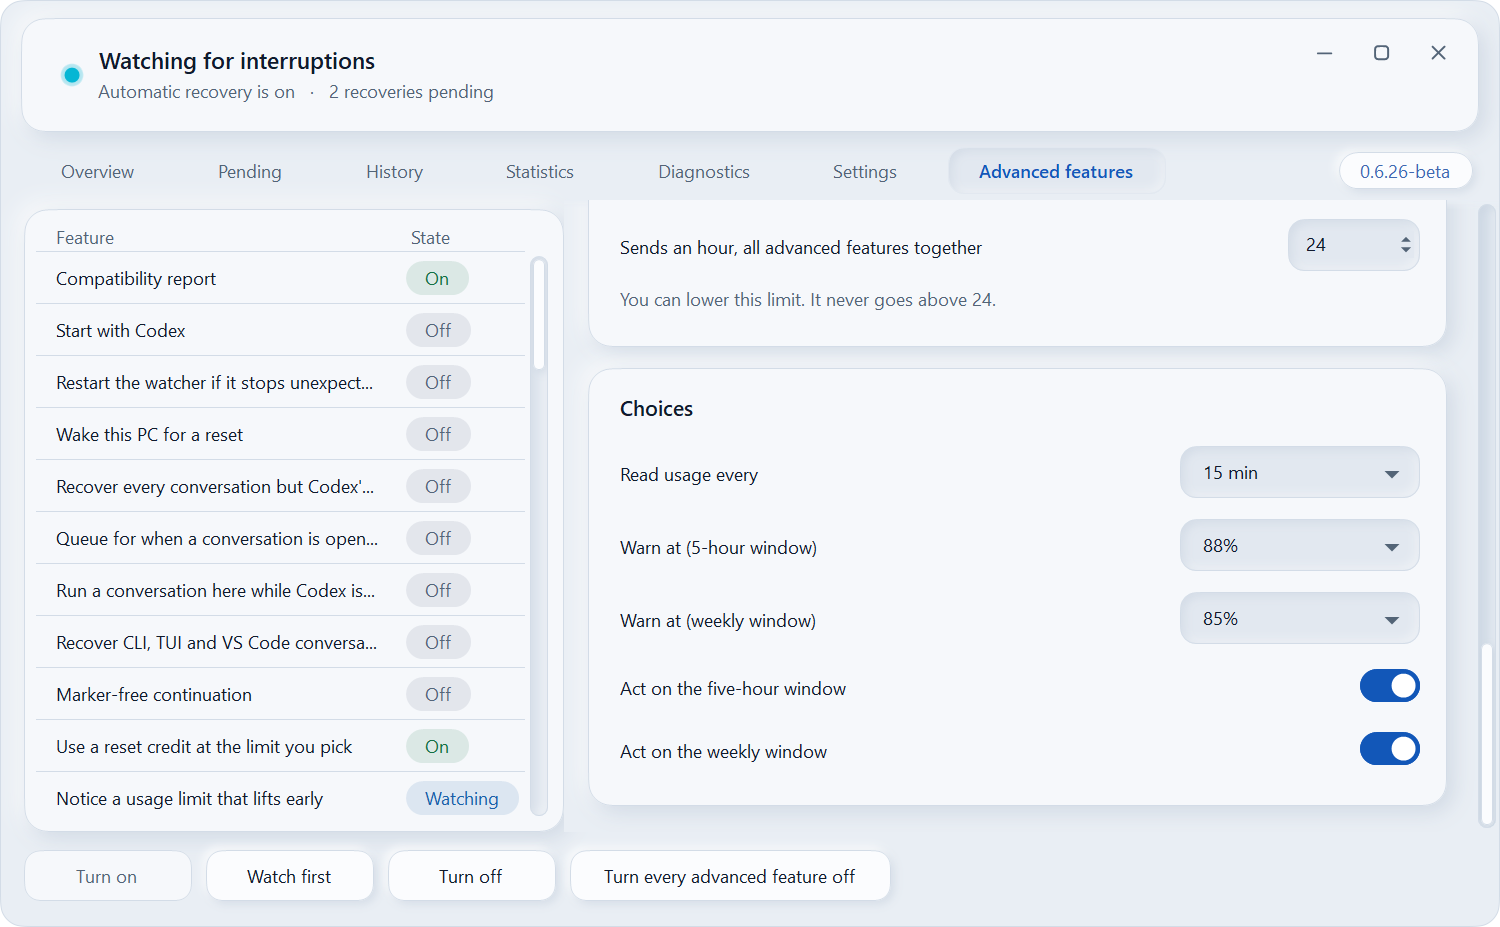 Watching for interruptions
Automatic recovery is on · 2 recoveries pending
Overview Pending History Statistics Diagnostics Settings Advanced features 0.6.26-beta
Feature State
Compatibility report On
Start with Codex Off
Restart the watcher if it stops unexpect... Off
Wake this PC for a reset Off
Recover every conversation but Codex'... Off
Queue for when a conversation is open... Off
Run a conversation here while Codex is... Off
Recover CLI, TUI and VS Code conversa... Off
Marker-free continuation Off
Use a reset credit at the limit you pick On
Notice a usage limit that lifts early Watching
Sends an hour, all advanced features together 24
You can lower this limit. It never goes above 24.
Choices
Read usage every 15 min
Warn at (5-hour window) 88%
Warn at (weekly window) 85%
Act on the five-hour window
Act on the weekly window
Turn on Watch first Turn off Turn every advanced feature off